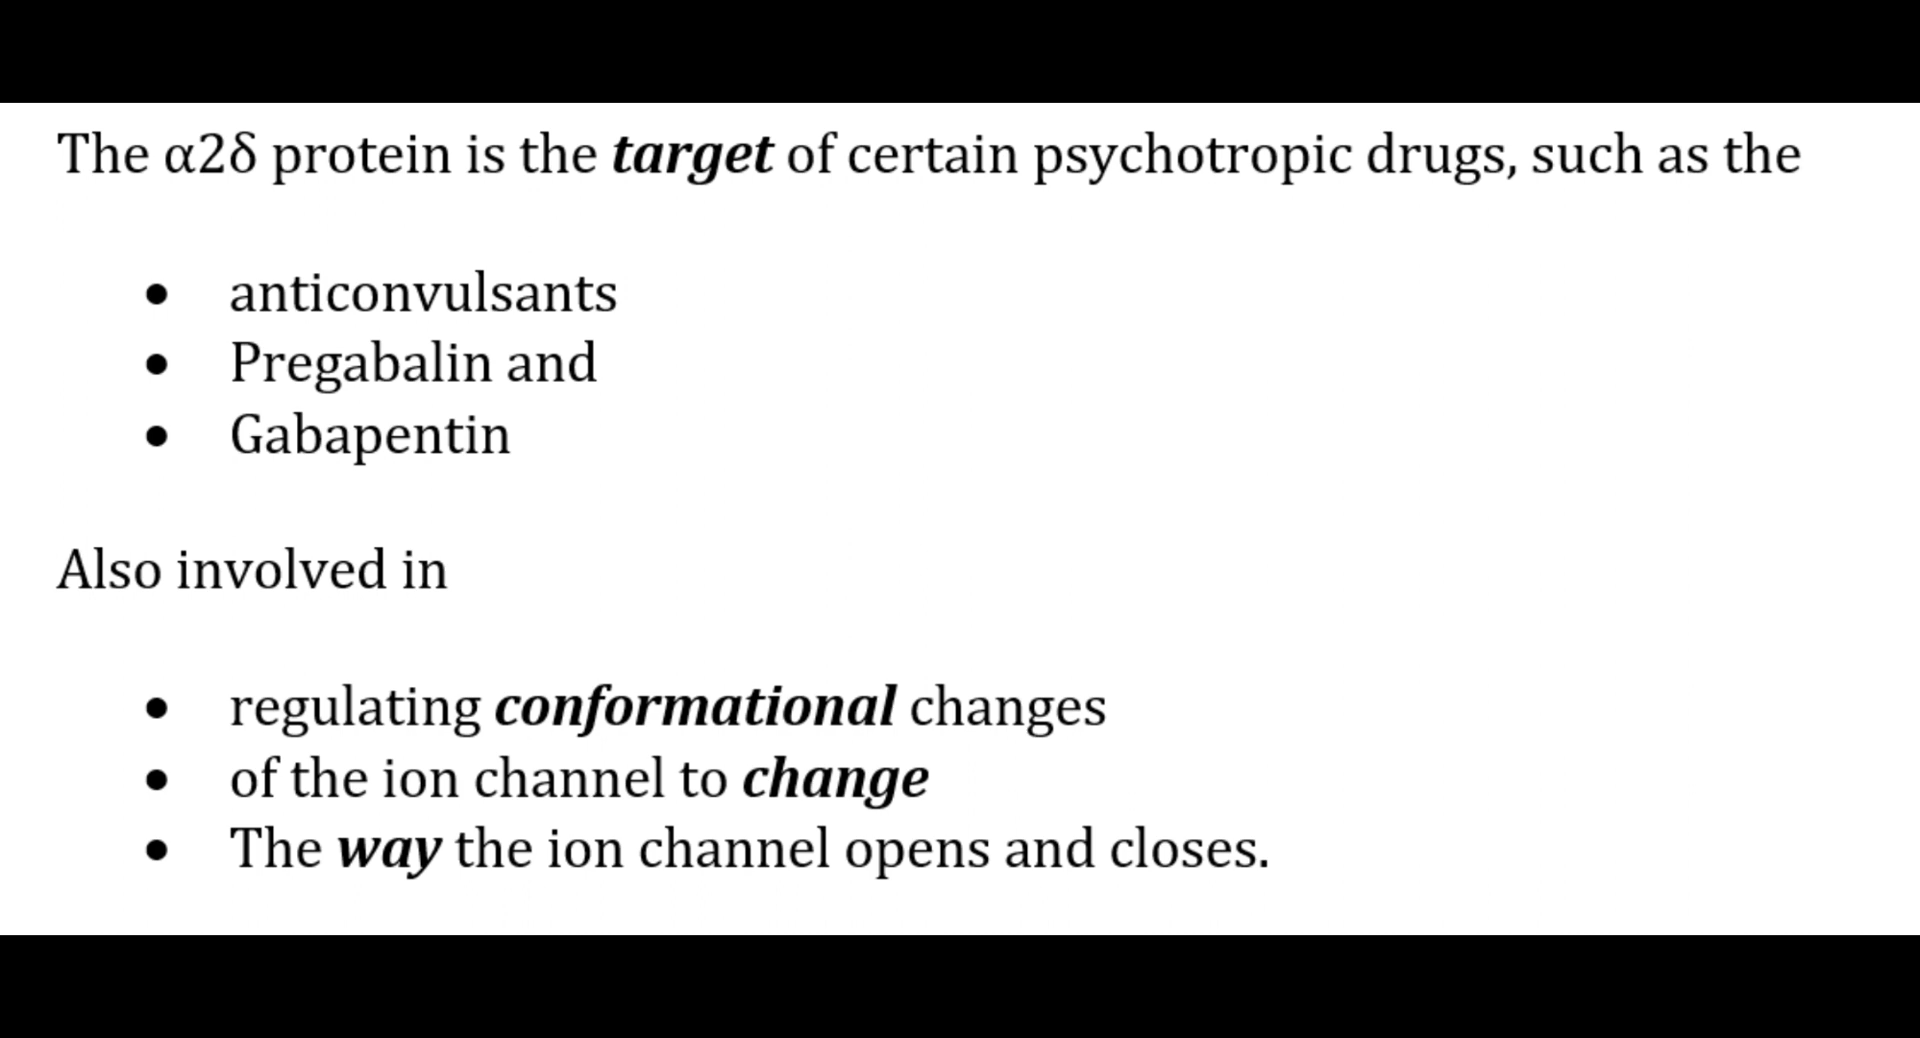 The α2δ protein is the target of certain psychotropic drugs, such as the
• anticonvulsants
• Pregabalin and
• Gabapentin
Also involved in
• regulating conformational changes
• of the ion channel to change
• The way the ion channel opens and closes.